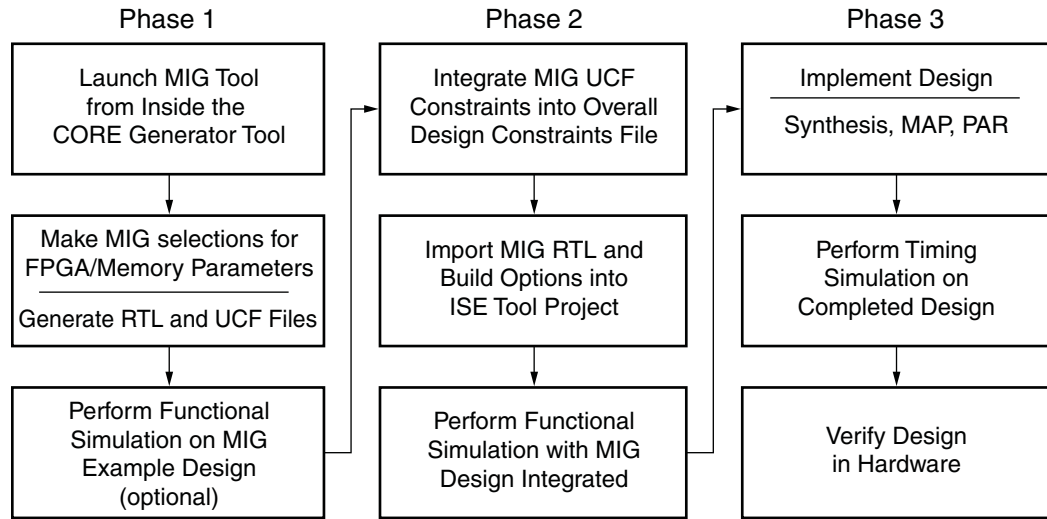 Phase 1
Launch MIG Tool
from Inside the
CORE Generator Tool
Make MIG selections for
FPGA/Memory Parameters
Generate RTL and UCF Files
Perform Functional
Simulation on MIG
Example Design
(optional)
Phase 2
Integrate MIG UCF
Constraints into Overall
Design Constraints File
Import MIG RTL and
Build Options into
ISE Tool Project
Perform Functional
Simulation with MIG
Design Integrated
Phase 3
Implement Design
Synthesis, MAP, PAR
Perform Timing
Simulation on
Completed Design
Verify Design
in Hardware